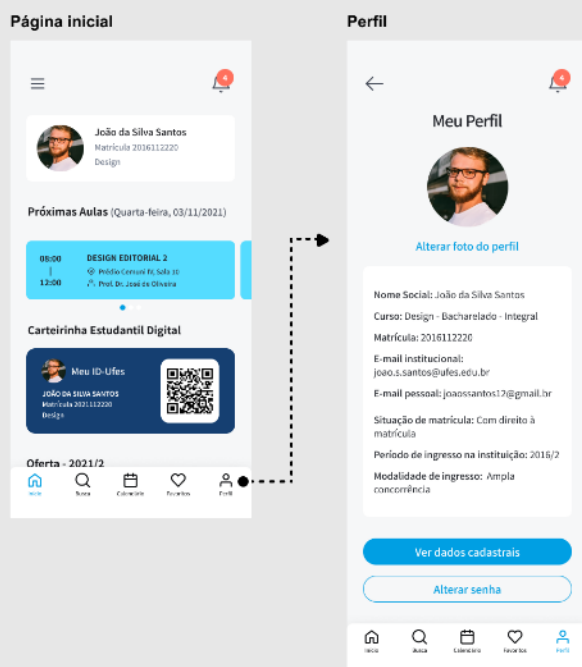 Página inicial
4
João da Silva Santos
Matrícula 2016112220
Design
Próximas Aulas (Quarta-feira, 03/11/2021)
08:00
|
12:00
DESIGN EDITORIAL 2
Prédio Cemuni IV, Sala 10
Prof. Dr. José de Oliveira
Carteirinha Estudantil Digital
Meu ID-Ufes
JOÃO DA SILVA SANTOS
Matrícula 2021112220
Design
Oferta - 2021/2
Início
Busca
Calendário
Favoritos
Perfil
Perfil
4
Meu Perfil
Alterar foto do perfil
Nome Social: João da Silva Santos
Curso: Design - Bacharelado - Integral
Matrícula: 2016112220
E-mail institucional:
joao.s.santos@ufes.edu.br
E-mail pessoal: joaossantos12@gmail.br
Situação de matrícula: Com direito à
matrícula
Período de ingresso na instituição: 2016/2
Modalidade de ingresso: Ampla
concorrência
Ver dados cadastrais
Alterar senha
Início
Busca
Calendário
Favoritos
Perfil